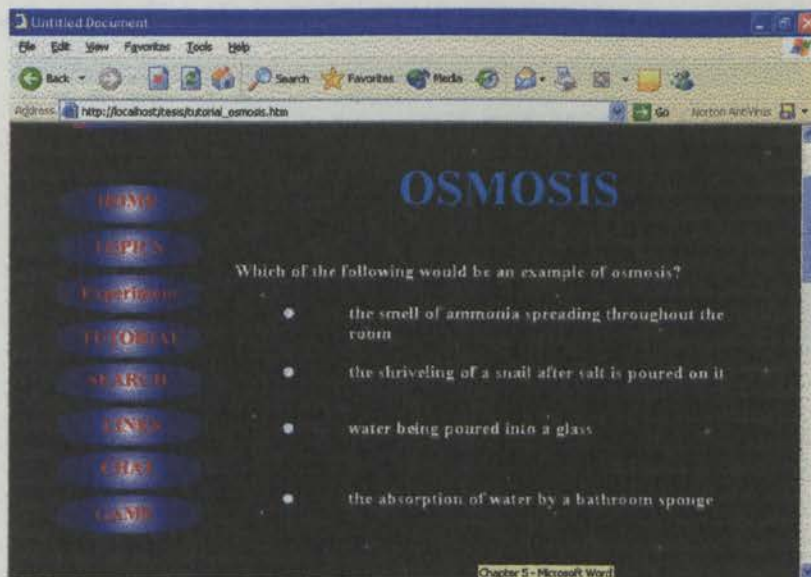 Untitled Document
File Edit View Favorites Tools Help
Back Search Favorites Media
Address http://localhost/tesis/tutorial_osmosis.htm Go Norton AntiVirus
OSMOSIS
HOME
TOPICS
Experiment
TUTORIAL
SEARCH
LINKS
CHAT
GAME
Which of the following would be an example of osmosis?
the smell of ammonia spreading throughout the
room
the shriveling of a snail after salt is poured on it
water being poured into a glass
the absorption of water by a bathroom sponge
Chapter 5 - Microsoft Word